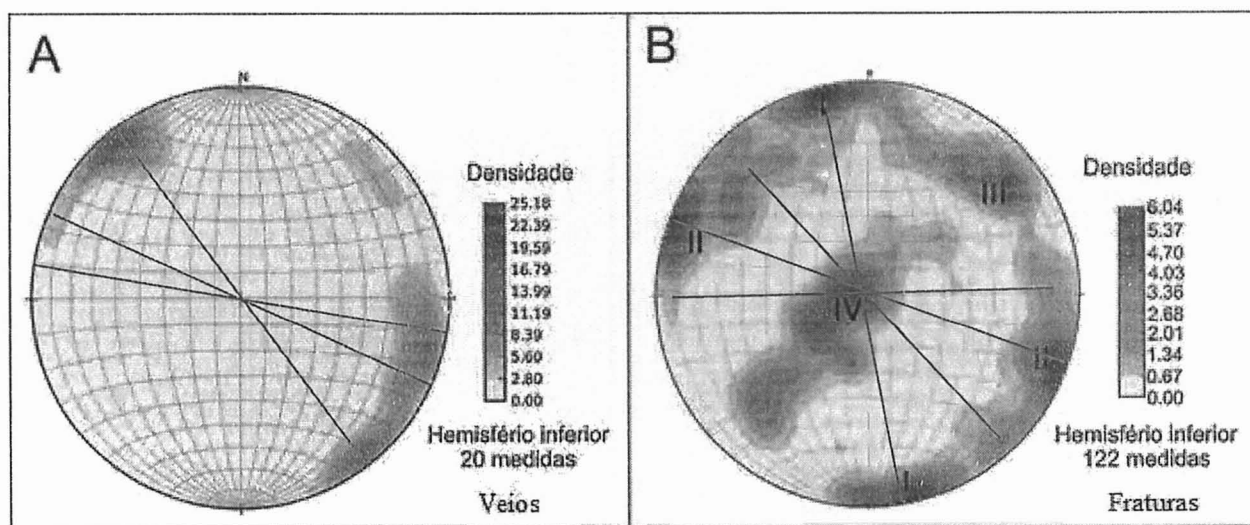 A
N
Densidade
25.18
22.39
19.59
16.79
13.99
11.19
8.39
5.60
2.80
0.00
Hemisfério inferior
20 medidas
Veios
B
I
II
III
IV
II
I
Densidade
6.04
5.37
4.70
4.03
3.36
2.68
2.01
1.34
0.67
0.00
Hemisfério inferior
122 medidas
Fraturas